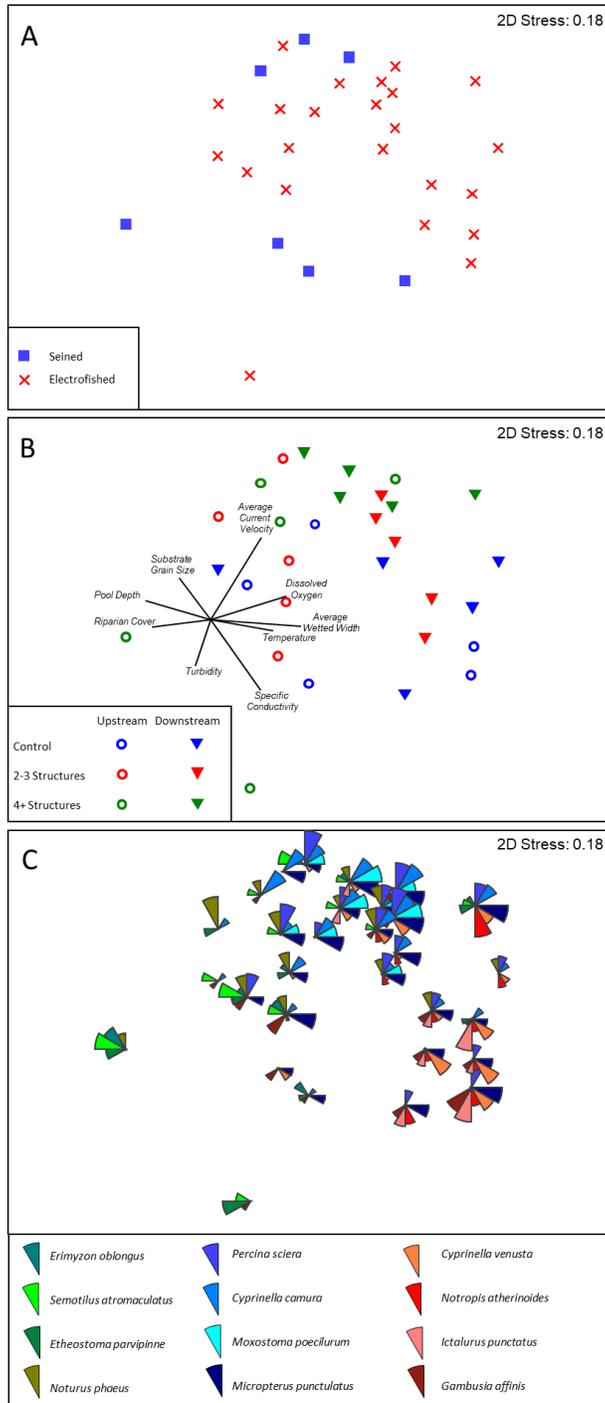 A
2D Stress: 0.18
Seined
Electrofished
B
2D Stress: 0.18
Average
Current
Velocity
Substrate
Grain Size
Pool Depth
Dissolved
Oxygen
Riparian Cover
Average
Wetted Width
Temperature
Turbidity
Specific
Conductivity
Upstream Downstream
Control
2-3 Structures
4+ Structures
C
2D Stress: 0.18
Erimyzon oblongus
Percina sciera
Cyprinella venusta
Semotilus atromaculatus
Cyprinella camura
Notropis atherinoides
Etheostoma parvipinne
Moxostoma poecilurum
Ictalurus punctatus
Noturus phaeus
Micropterus punctulatus
Gambusia affinis